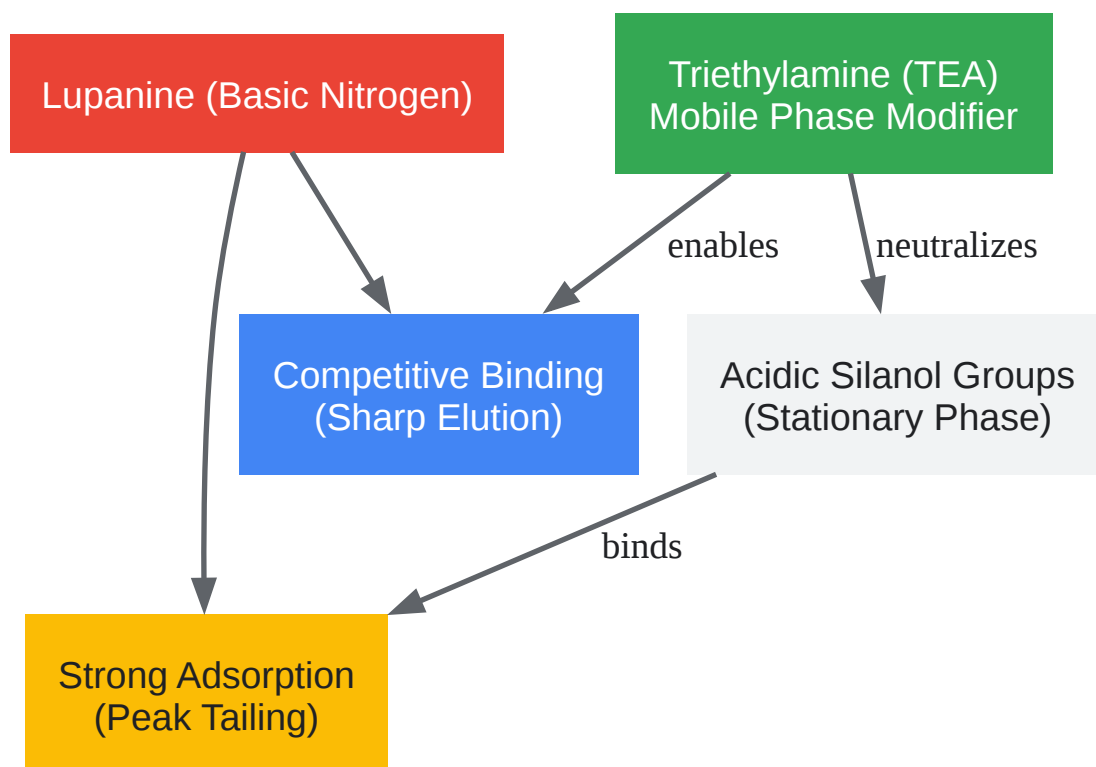 Lupanine (Basic Nitrogen)
Triethylamine (TEA)
Mobile Phase Modifier
enables
neutralizes
Competitive Binding
(Sharp Elution)
Acidic Silanol Groups
(Stationary Phase)
binds
Strong Adsorption
(Peak Tailing)